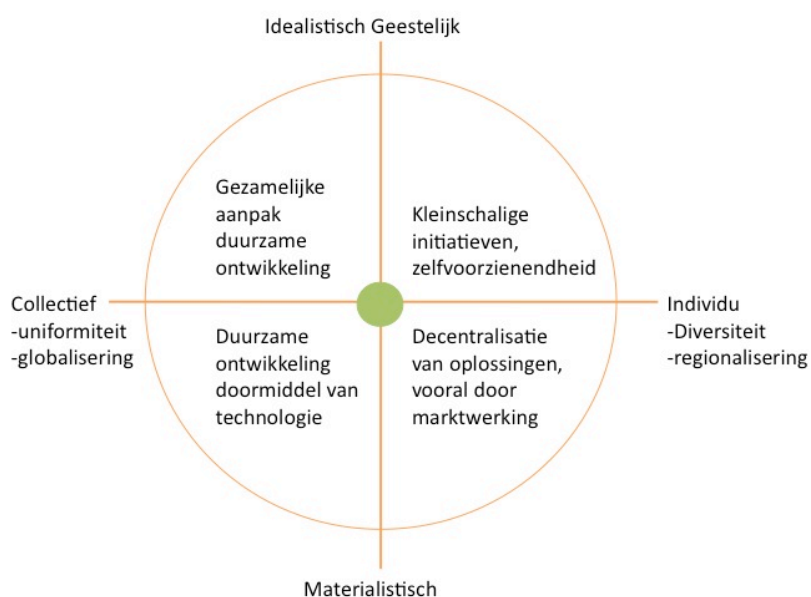 Idealistisch Geestelijk
Gezamelijke
aanpak
duurzame
ontwikkeling
Kleinschalige
initiatieven,
zelfvoorzienendheid
Collectief
-uniformiteit
-globalisering
Individu
-Diversiteit
-regionalisering
Duurzame
ontwikkeling
doormiddel van
technologie
Decentralisatie
van oplossingen,
vooral door
marktwerking
Materialistisch